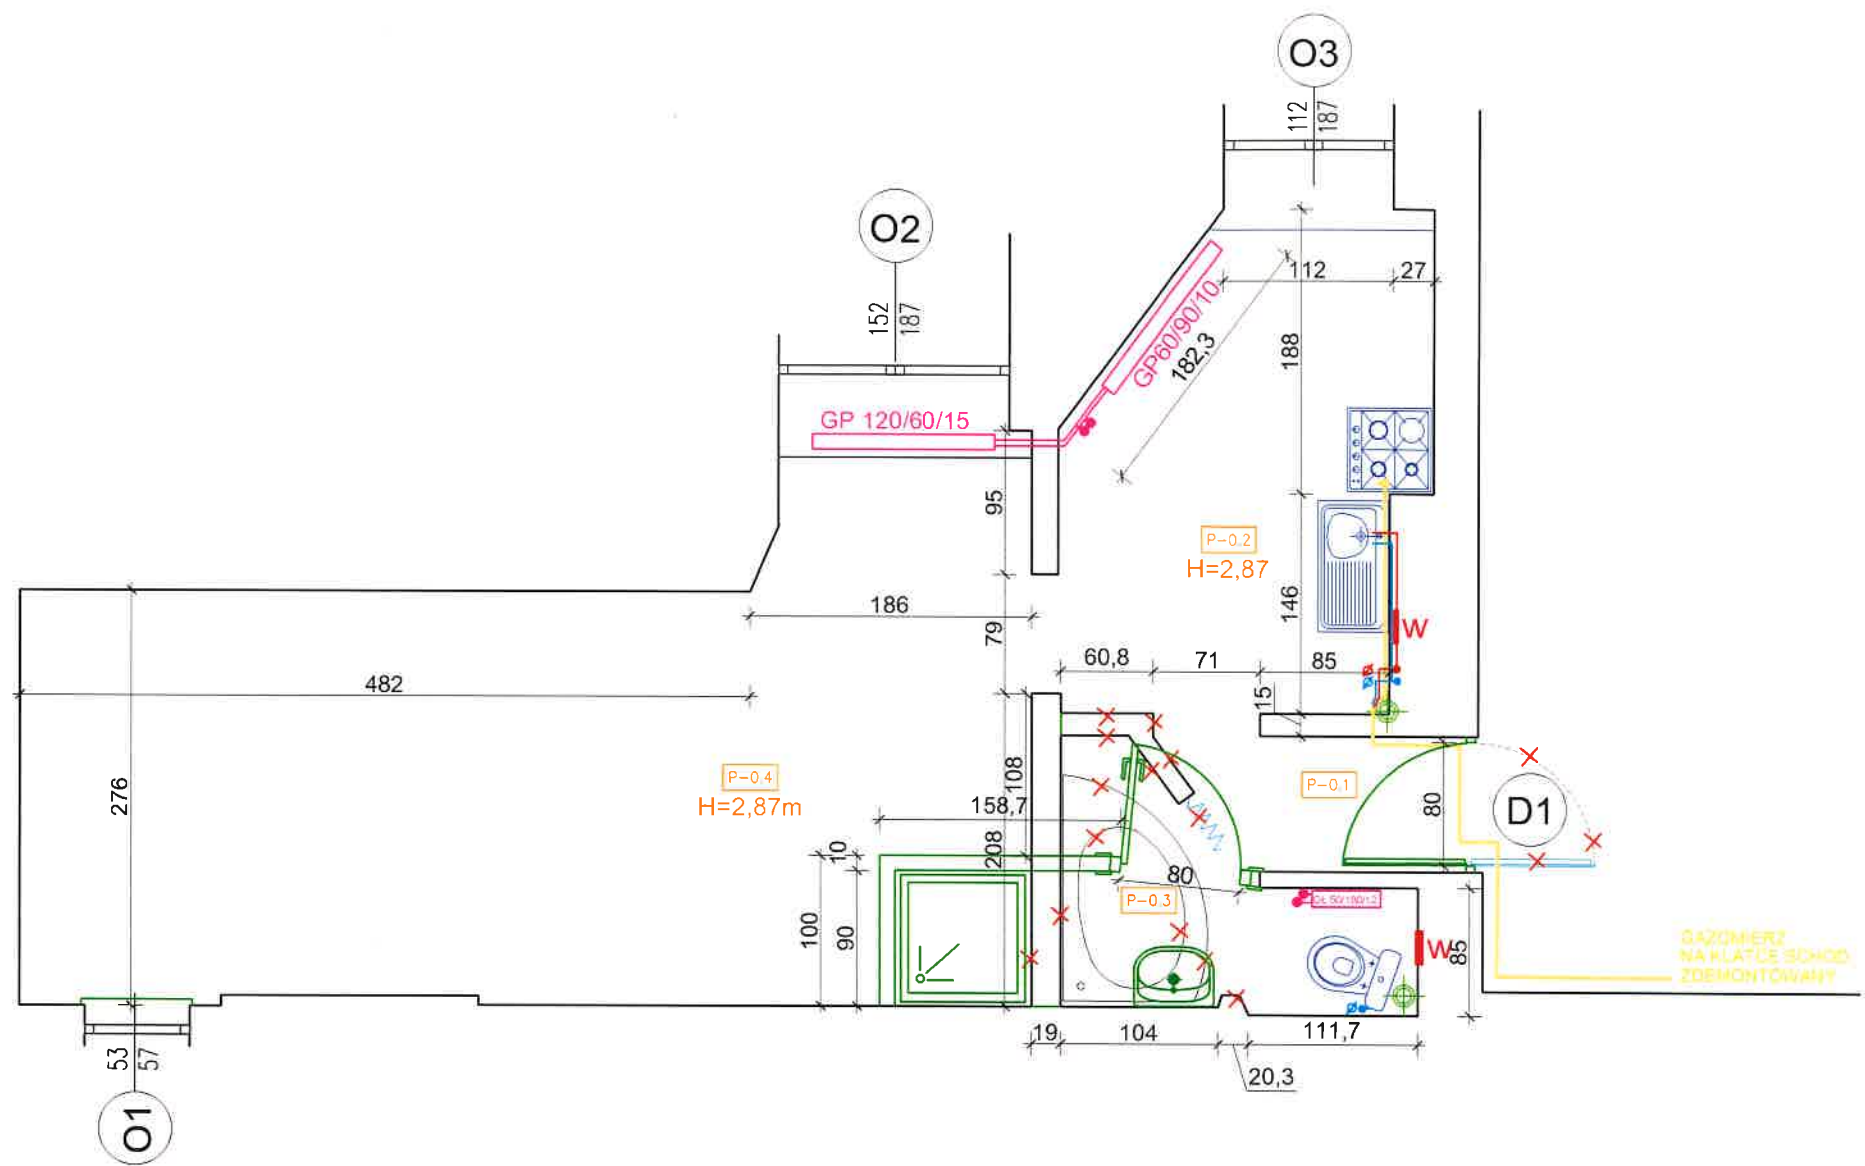 O3
112
187
O2
152
187
112
27
GP60/90/10
182,3
188
GP 120/60/15
95
P-0.2
H=2,87
186
79
146
W
60,8
71
85
482
15
276
P-0.4
H=2,87m
108
158,7
P-0.1
80
D1
10
208
80
P-0.3
100
90
W
85
GAZOMIERZ
NA KLATCE SCHOD.
ZDEMONTOWANY
19
104
111,7
20,3
53
57
O1